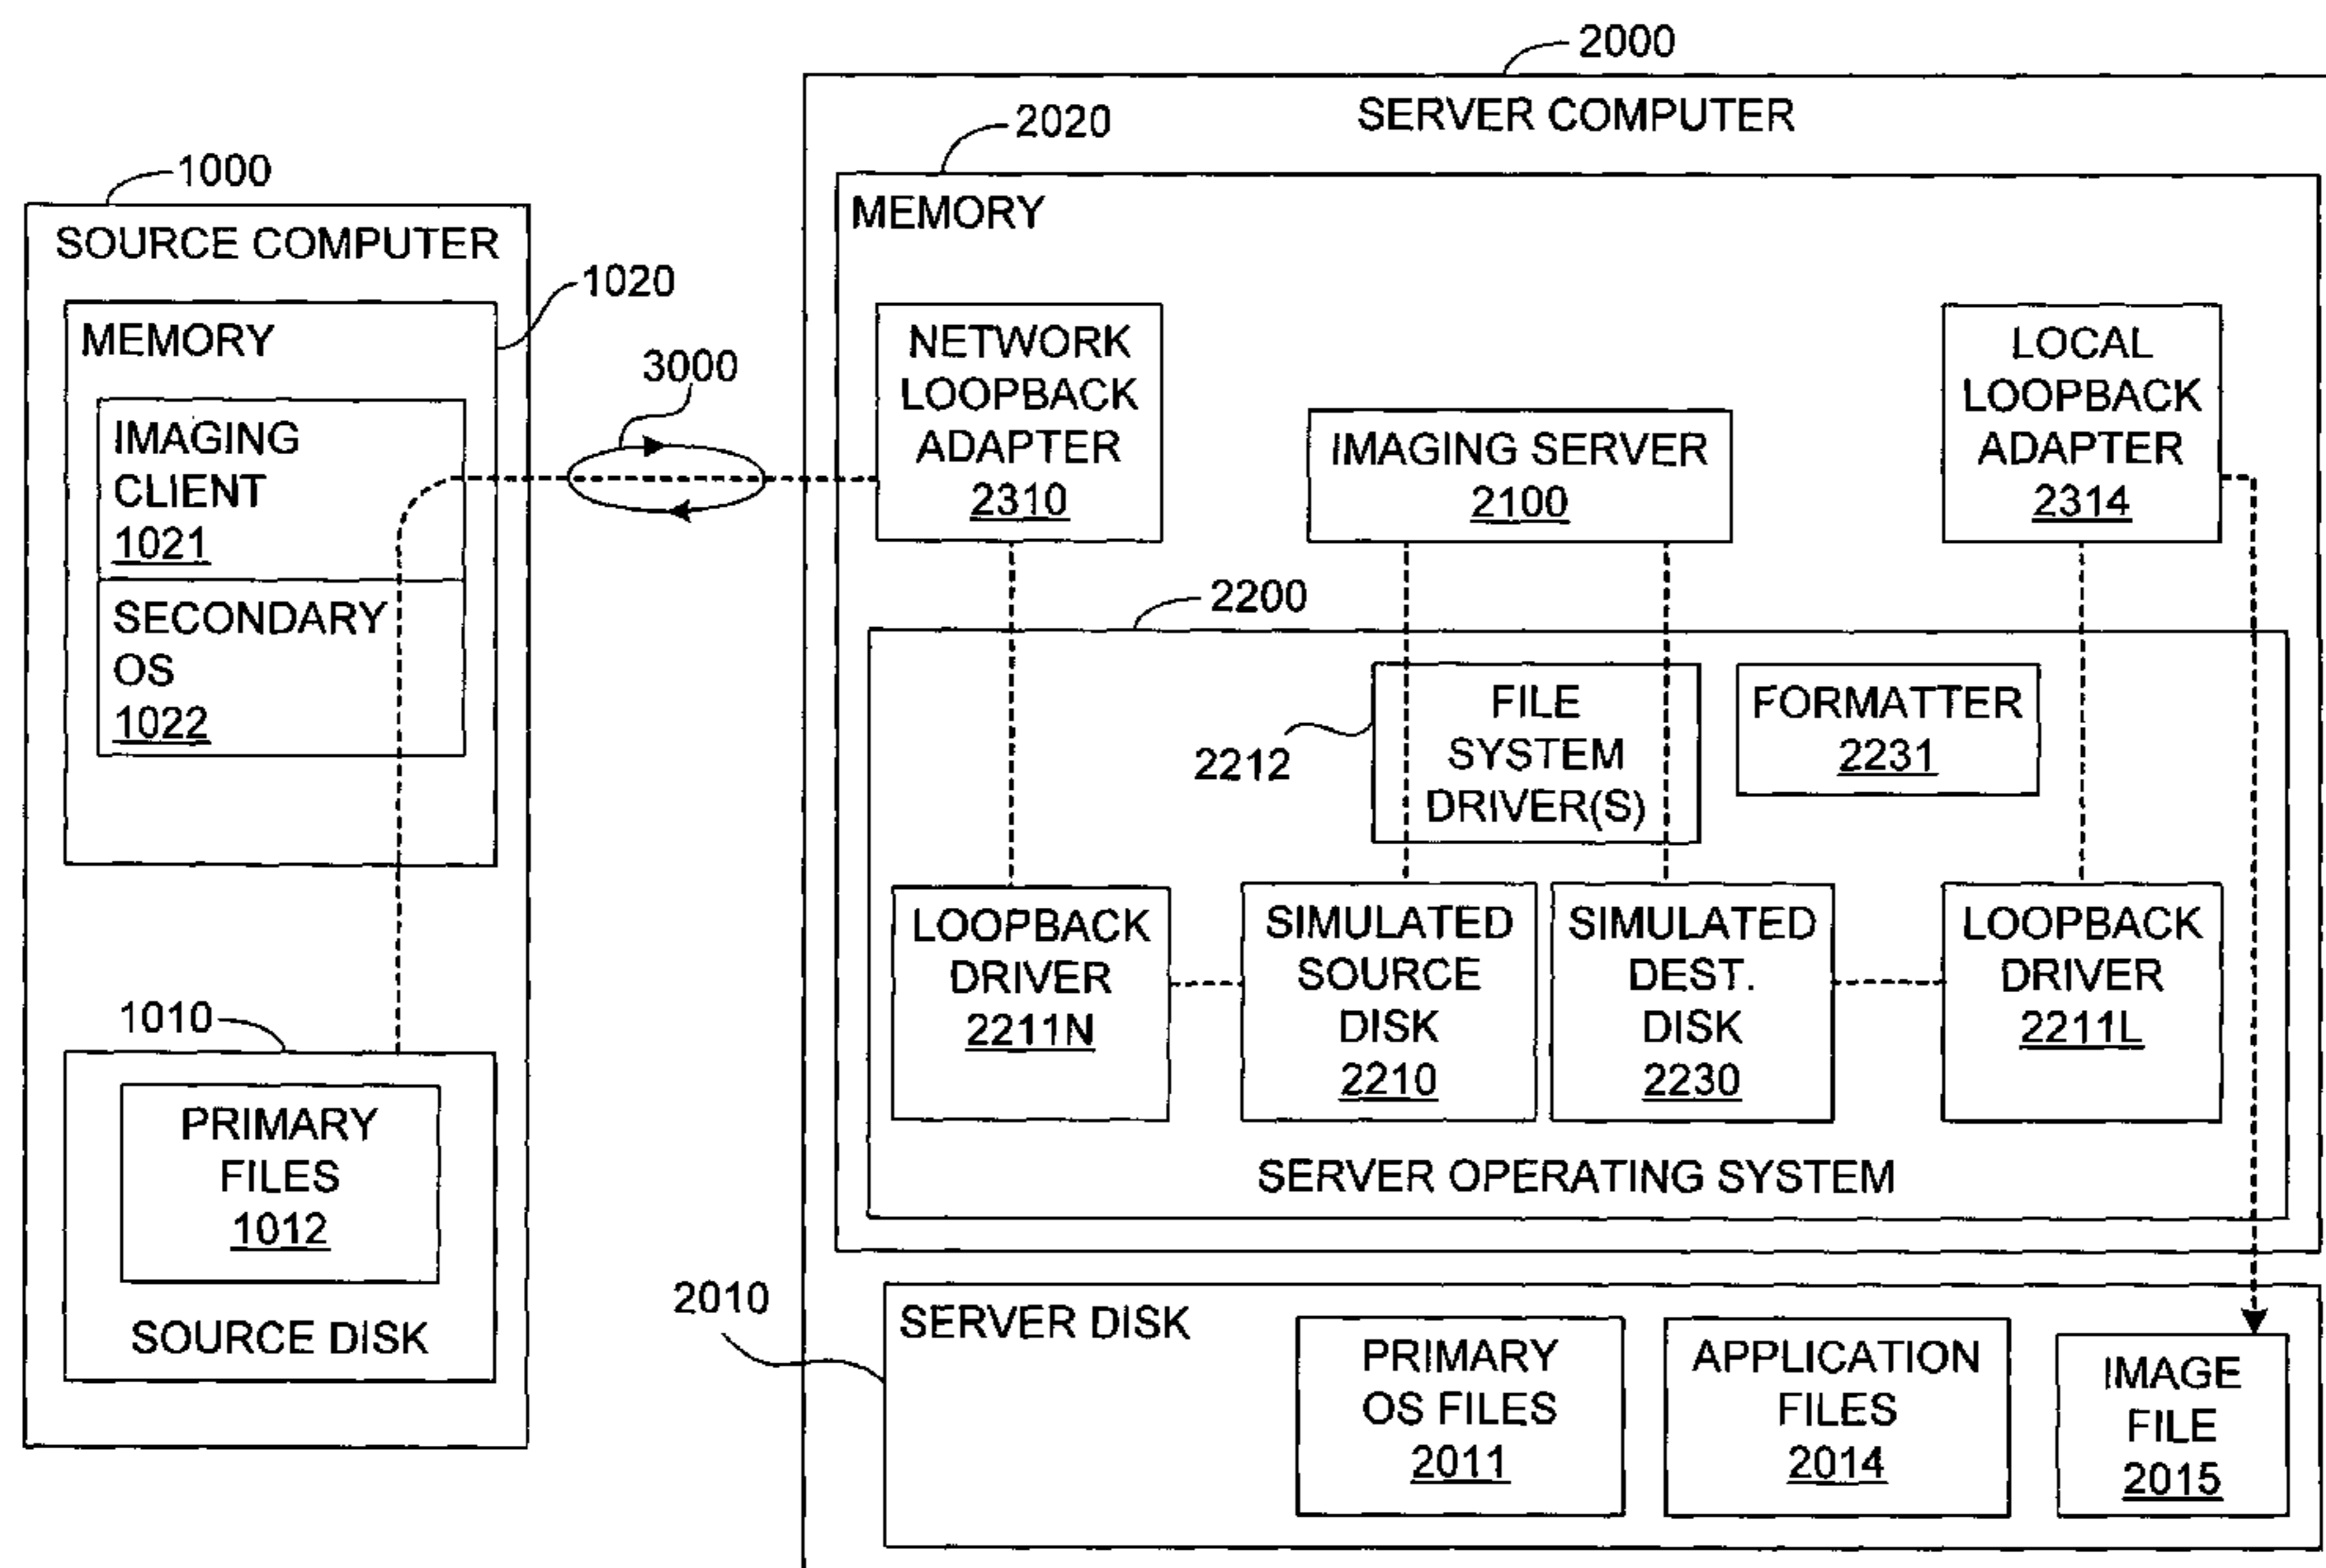 2000
SERVER COMPUTER
2020
MEMORY
1000
SOURCE COMPUTER
1020
MEMORY
IMAGING
CLIENT
1021
SECONDARY
OS
1022
3000
NETWORK
LOOPBACK
ADAPTER
2310
IMAGING SERVER
2100
LOCAL
LOOPBACK
ADAPTER
2314
2200
2212
FILE
SYSTEM
DRIVER(S)
FORMATTER
2231
LOOPBACK
DRIVER
2211N
SIMULATED
SOURCE
DISK
2210
SIMULATED
DEST.
DISK
2230
LOOPBACK
DRIVER
2211L
SERVER OPERATING SYSTEM
1010
PRIMARY
FILES
1012
SOURCE DISK
2010
SERVER DISK
PRIMARY
OS FILES
2011
APPLICATION
FILES
2014
IMAGE
FILE
2015